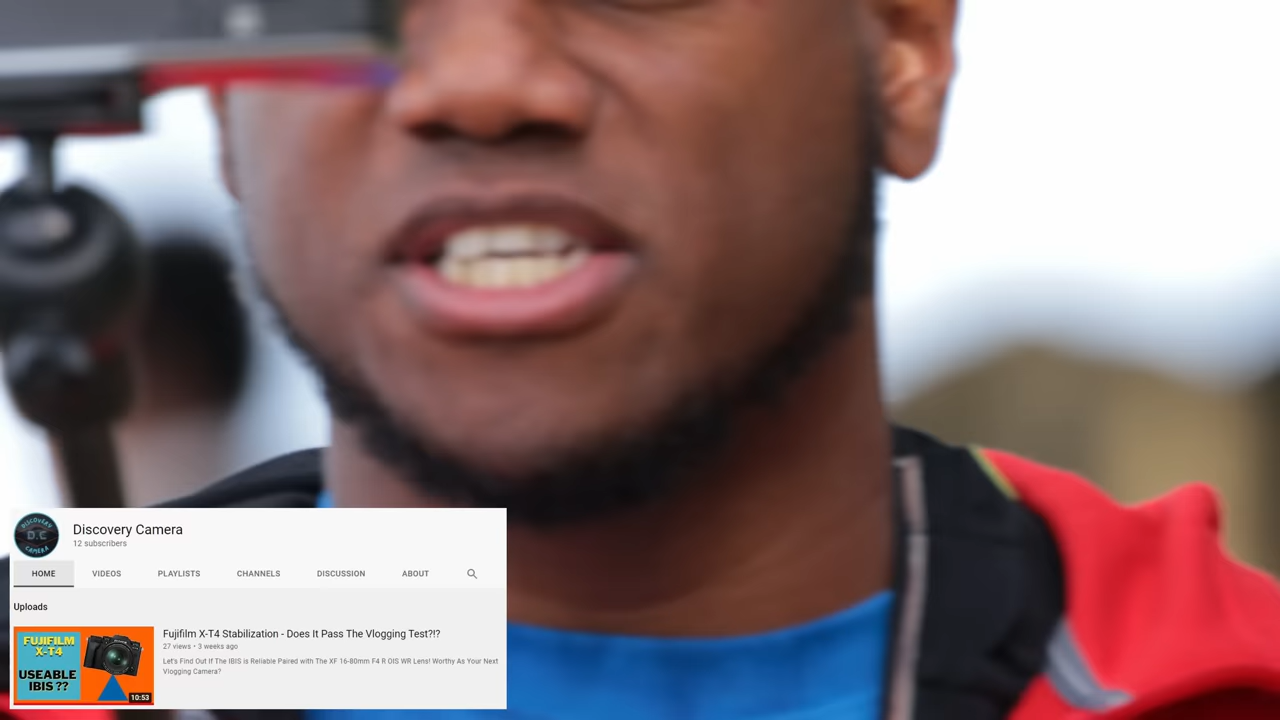 DISCOVERY
D.C
CAMERA
Discovery Camera
12 subscribers
HOME VIDEOS PLAYLISTS CHANNELS DISCUSSION ABOUT
Uploads
FUJIFILM
X-T4
USEABLE
IBIS ??
10:53
Fujifilm X-T4 Stabilization - Does It Pass The Vlogging Test?!?
27 views • 3 weeks ago
Let's Find Out If The IBIS is Reliable Paired with The XF 16-80mm F4 R OIS WR Lens! Worthy As Your Next
Vlogging Camera?